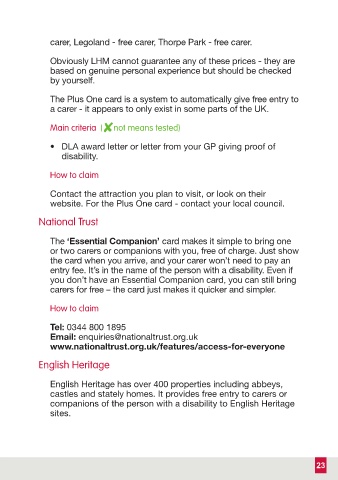 carer, Legoland - free carer, Thorpe Park - free carer.
Obviously LHM cannot guarantee any of these prices - they are
based on genuine personal experience but should be checked
by yourself.
The Plus One card is a system to automatically give free entry to
a carer - it appears to only exist in some parts of the UK.
Main criteria (✘not means tested)
• DLA award letter or letter from your GP giving proof of
disability.
How to claim
Contact the attraction you plan to visit, or look on their
website. For the Plus One card - contact your local council.
National Trust
The ‘Essential Companion’ card makes it simple to bring one
or two carers or companions with you, free of charge. Just show
the card when you arrive, and your carer won’t need to pay an
entry fee. It’s in the name of the person with a disability. Even if
you don’t have an Essential Companion card, you can still bring
carers for free – the card just makes it quicker and simpler.
How to claim
Tel: 0344 800 1895
Email: enquiries@nationaltrust.org.uk
www.nationaltrust.org.uk/features/access-for-everyone
English Heritage
English Heritage has over 400 properties including abbeys,
castles and stately homes. It provides free entry to carers or
companions of the person with a disability to English Heritage
sites.
23